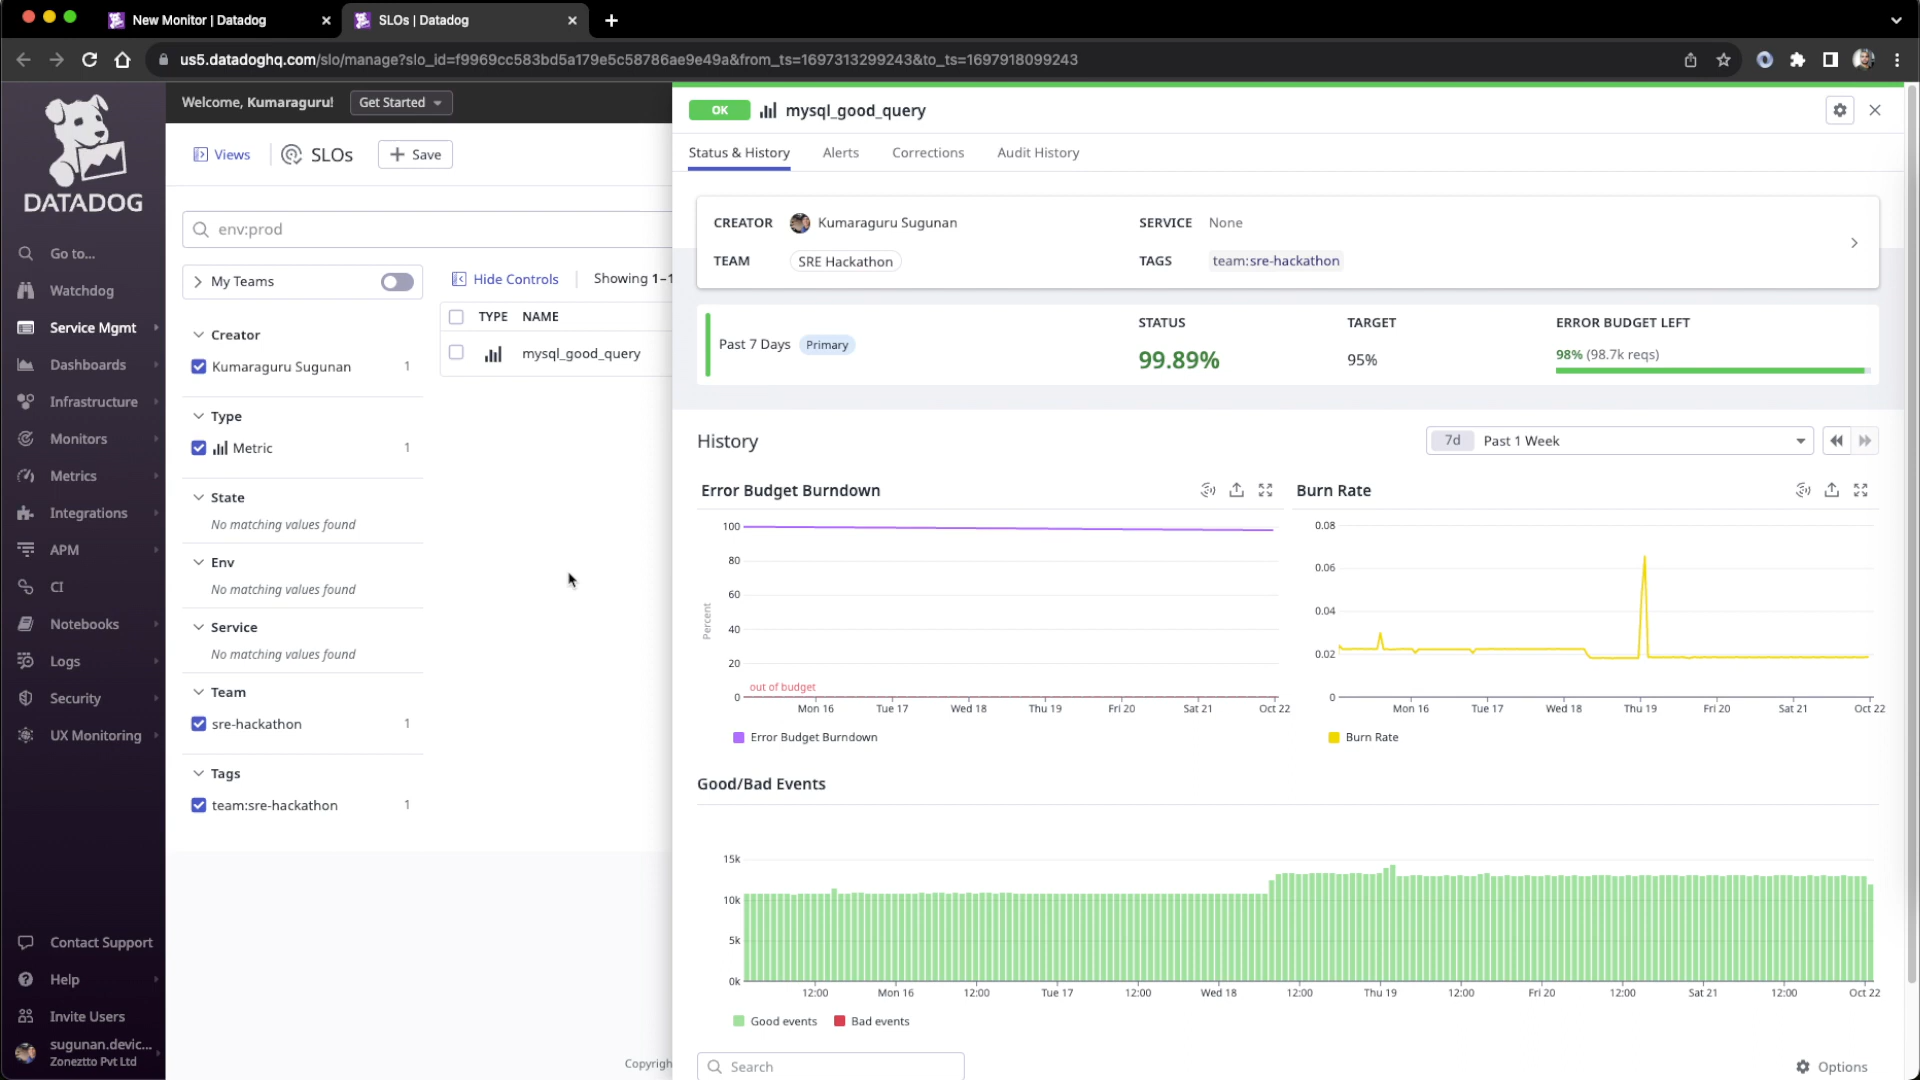 New Monitor | Datadog
SLOs | Datadog
us5.datadoghq.com/slo/manage?slo_id=f9969cc583bd5a179e5c58786ae9e49a&from_ts=1697313299243&to_ts=1697918099243
DATADOG
Go to...
Watchdog
Service Mgmt
Dashboards
Infrastructure
Monitors
Metrics
Integrations
APM
CI
Notebooks
Logs
Security
UX Monitoring
Contact Support
Help
Invite Users
sugunan.devic...
Zoneztto Pvt Ltd
Welcome, Kumaraguru!
Get Started
Views
SLOs
+ Save
env:prod
My Teams
Creator
Kumaraguru Sugunan 1
Type
Metric 1
State
No matching values found
Env
No matching values found
Service
No matching values found
Team
sre-hackathon 1
Tags
team:sre-hackathon 1
Hide Controls
Showing 1–1
TYPE NAME
mysql_good_query
Copyrigh
OK
mysql_good_query
Status & History
Alerts
Corrections
Audit History
CREATOR Kumaraguru Sugunan
SERVICE None
TEAM SRE Hackathon
TAGS team:sre-hackathon
STATUS TARGET ERROR BUDGET LEFT
Past 7 Days Primary
99.89% 95% 98% (98.7k reqs)
History
7d Past 1 Week
Error Budget Burndown
100
80
60
40
20
0
Percent
out of budget
Mon 16 Tue 17 Wed 18 Thu 19 Fri 20 Sat 21 Oct 22
Error Budget Burndown
Burn Rate
0.08
0.06
0.04
0.02
0
Mon 16 Tue 17 Wed 18 Thu 19 Fri 20 Sat 21 Oct 22
Burn Rate
Good/Bad Events
15k
10k
5k
0k
12:00 Mon 16 12:00 Tue 17 12:00 Wed 18 12:00 Thu 19 12:00 Fri 20 12:00 Sat 21 12:00 Oct 22
Good events Bad events
Search
Options